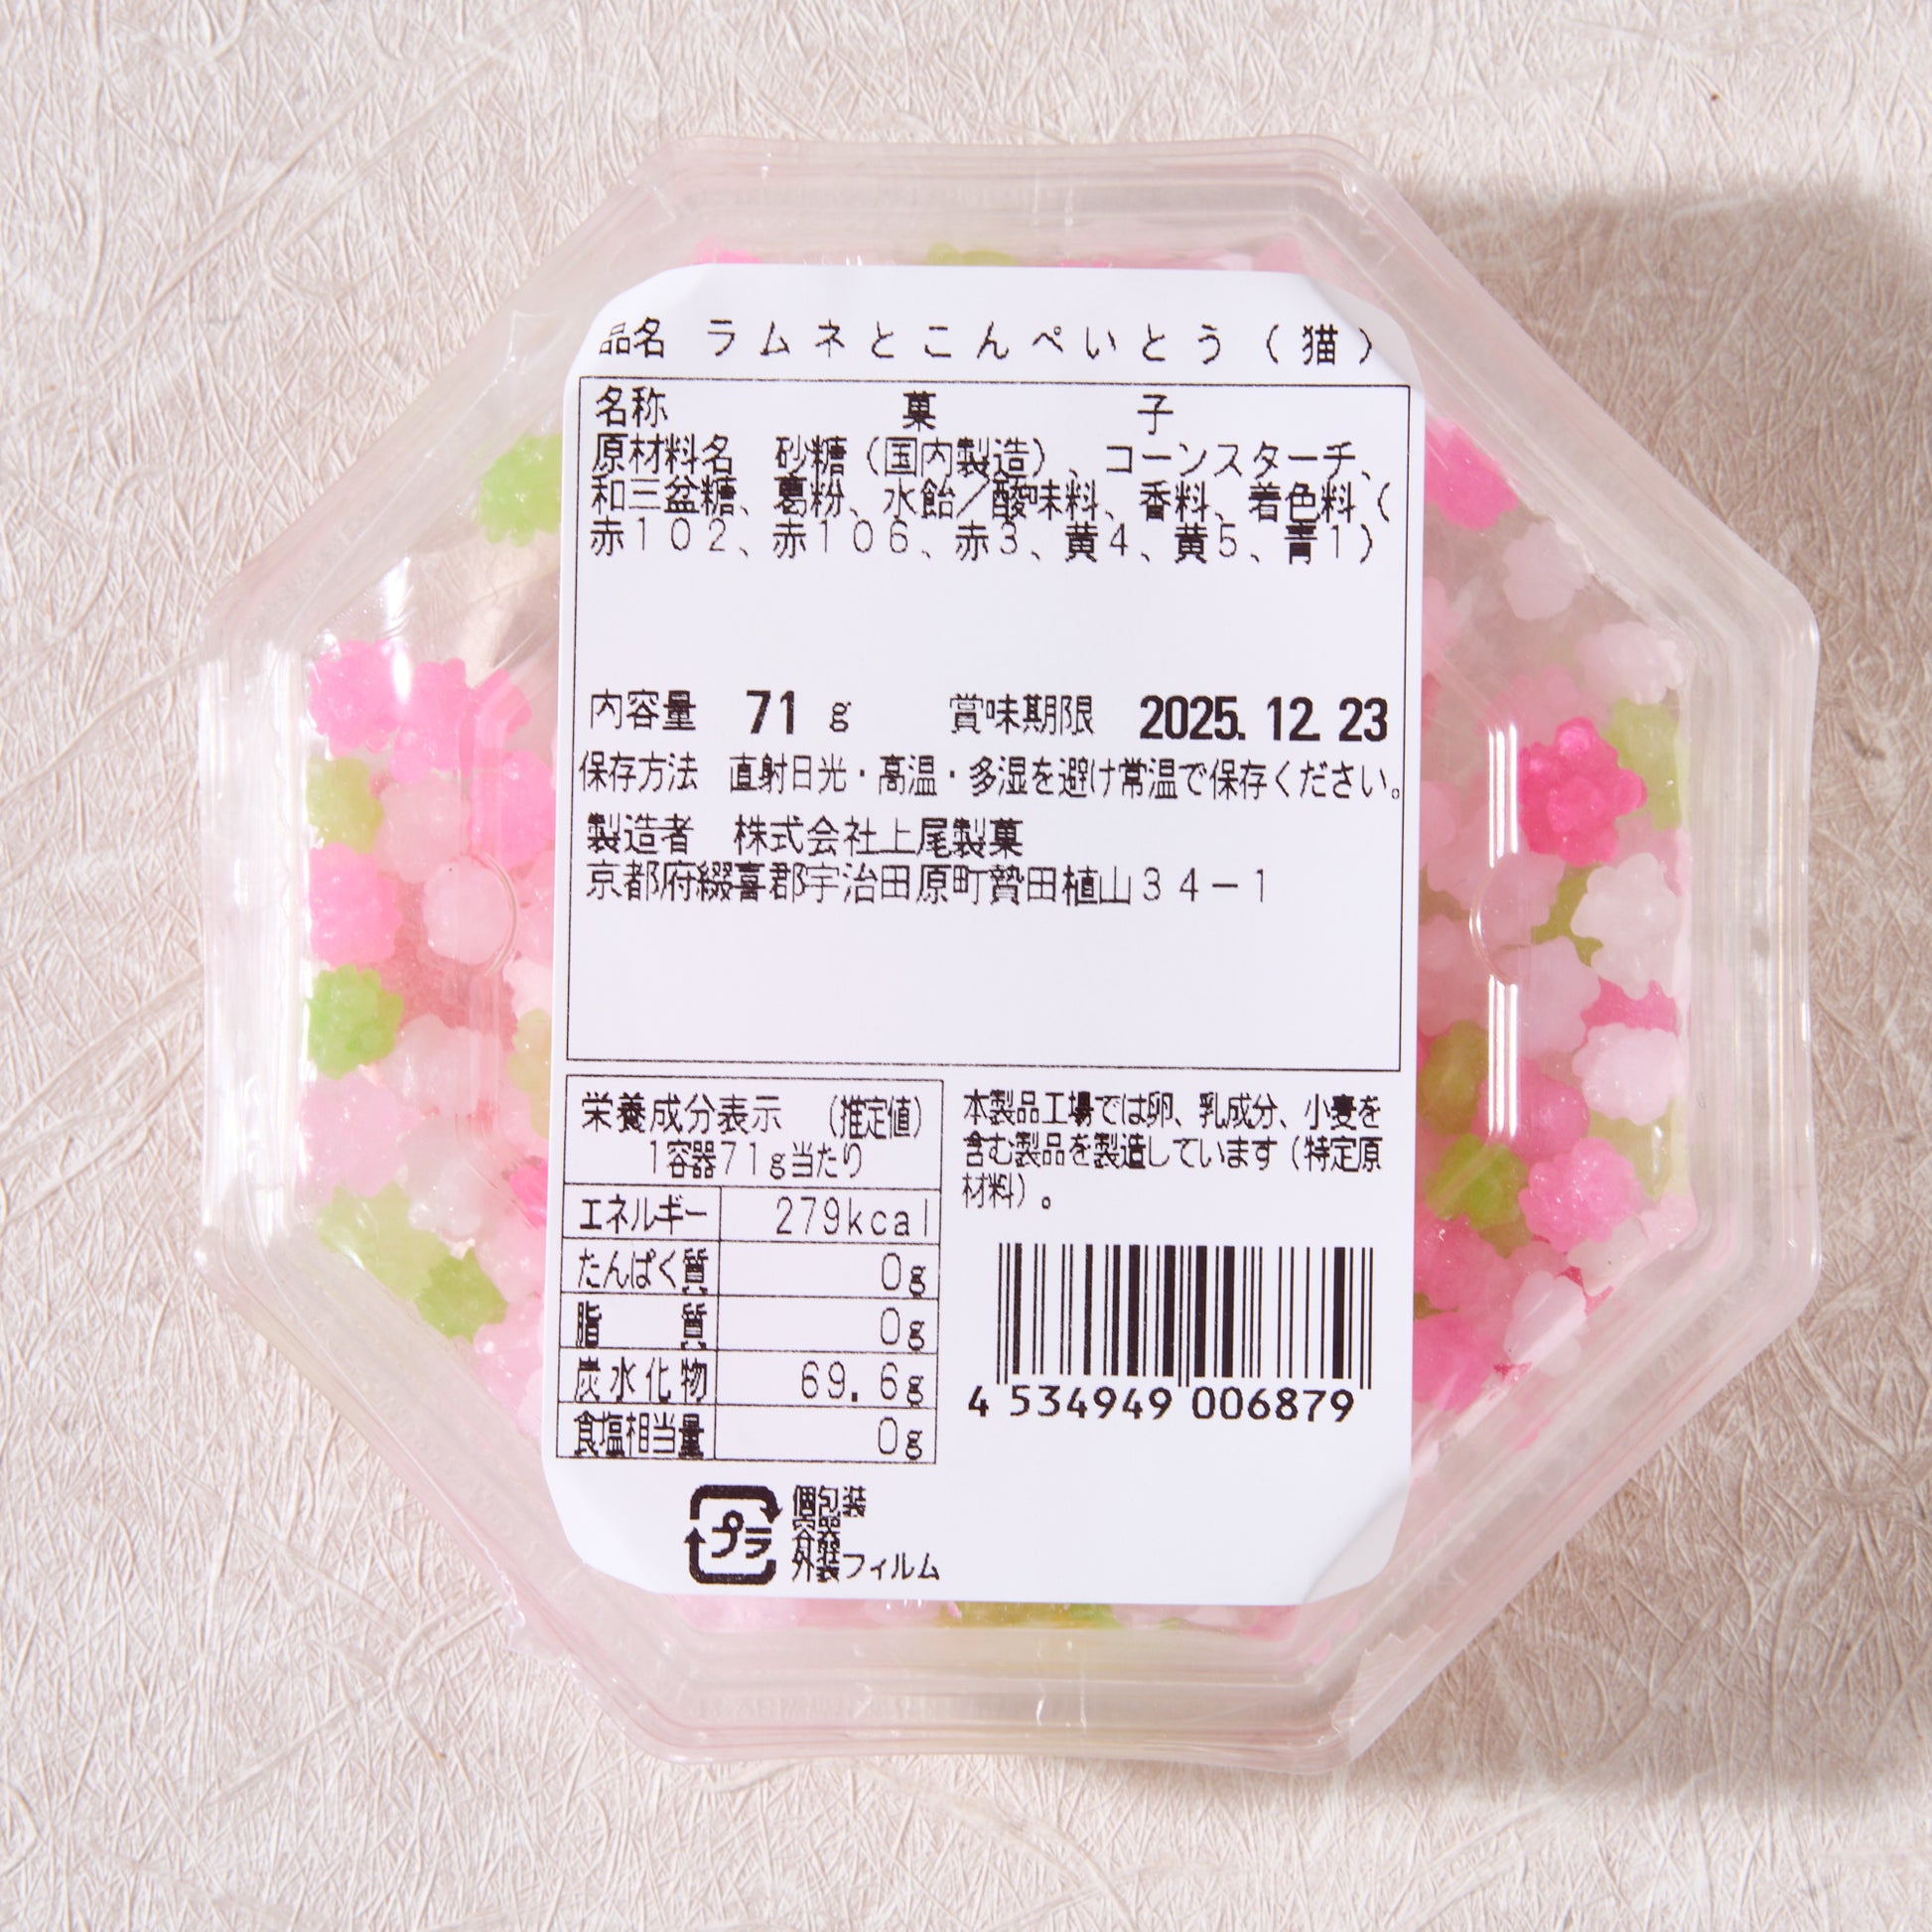 品名 ラムネとこんぺいとう（猫）
名称 菓子
原材料名 砂糖（国内製造）、コーンスターチ、
和三盆糖、葛粉、水飴／酸味料、香料、着色料（
赤102、赤106、赤3、黄4、黄5、青1）
内容量 71 g 賞味期限 2025. 12. 23
保存方法 直射日光・高温・多湿を避け常温で保存ください。
製造者 株式会社上尾製菓
京都府綴喜郡宇治田原町贄田植山34－1
栄養成分表示 （推定値）
1容器71g当たり
エネルギー 279kcal
たんぱく質 0g
脂質 0g
炭水化物 69.6g
食塩相当量 0g
本製品工場では卵、乳成分、小麦を
含む製品を製造しています（特定原
材料）。
4 534949 006879
プラ
個包装
容器
外装フィルム